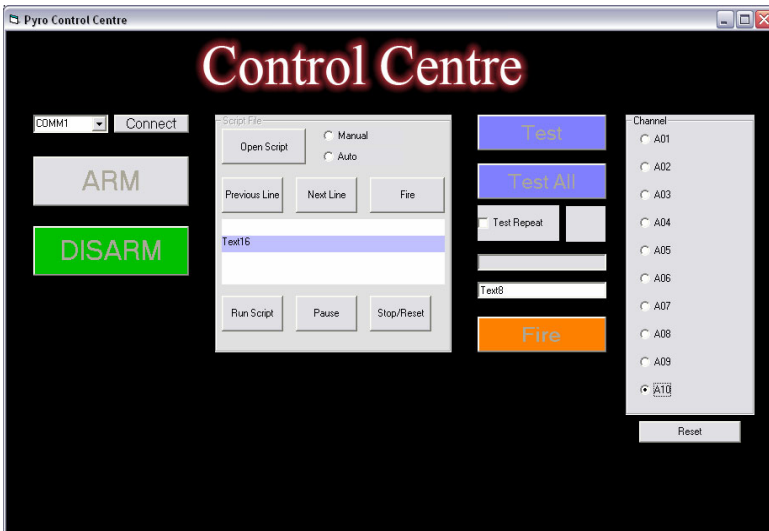 Pyro Control Centre
Control Centre
COMM1
Connect
ARM
DISARM
Script File
Open Script
Manual
Auto
Previous Line
Next Line
Fire
Text16
Run Script
Pause
Stop/Reset
Test
Test All
Test Repeat
Text8
Fire
Channel
A01
A02
A03
A04
A05
A06
A07
A08
A09
A10
Reset